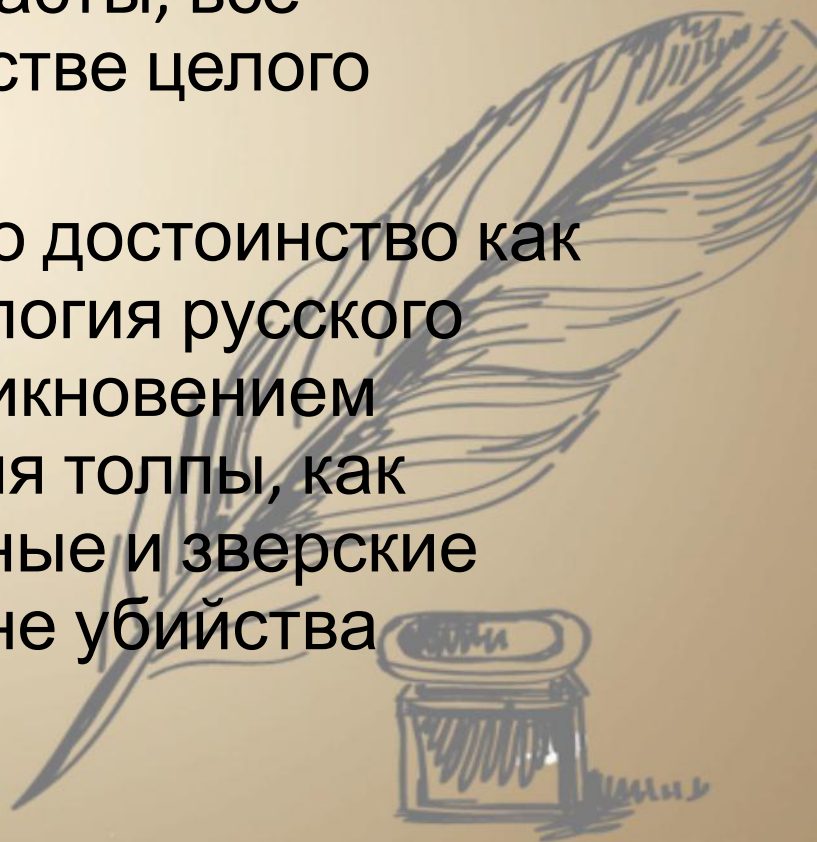 стве целого
о достоинство как
логия русского
икновением
ия толпы, как
ные и зверские
не убийства